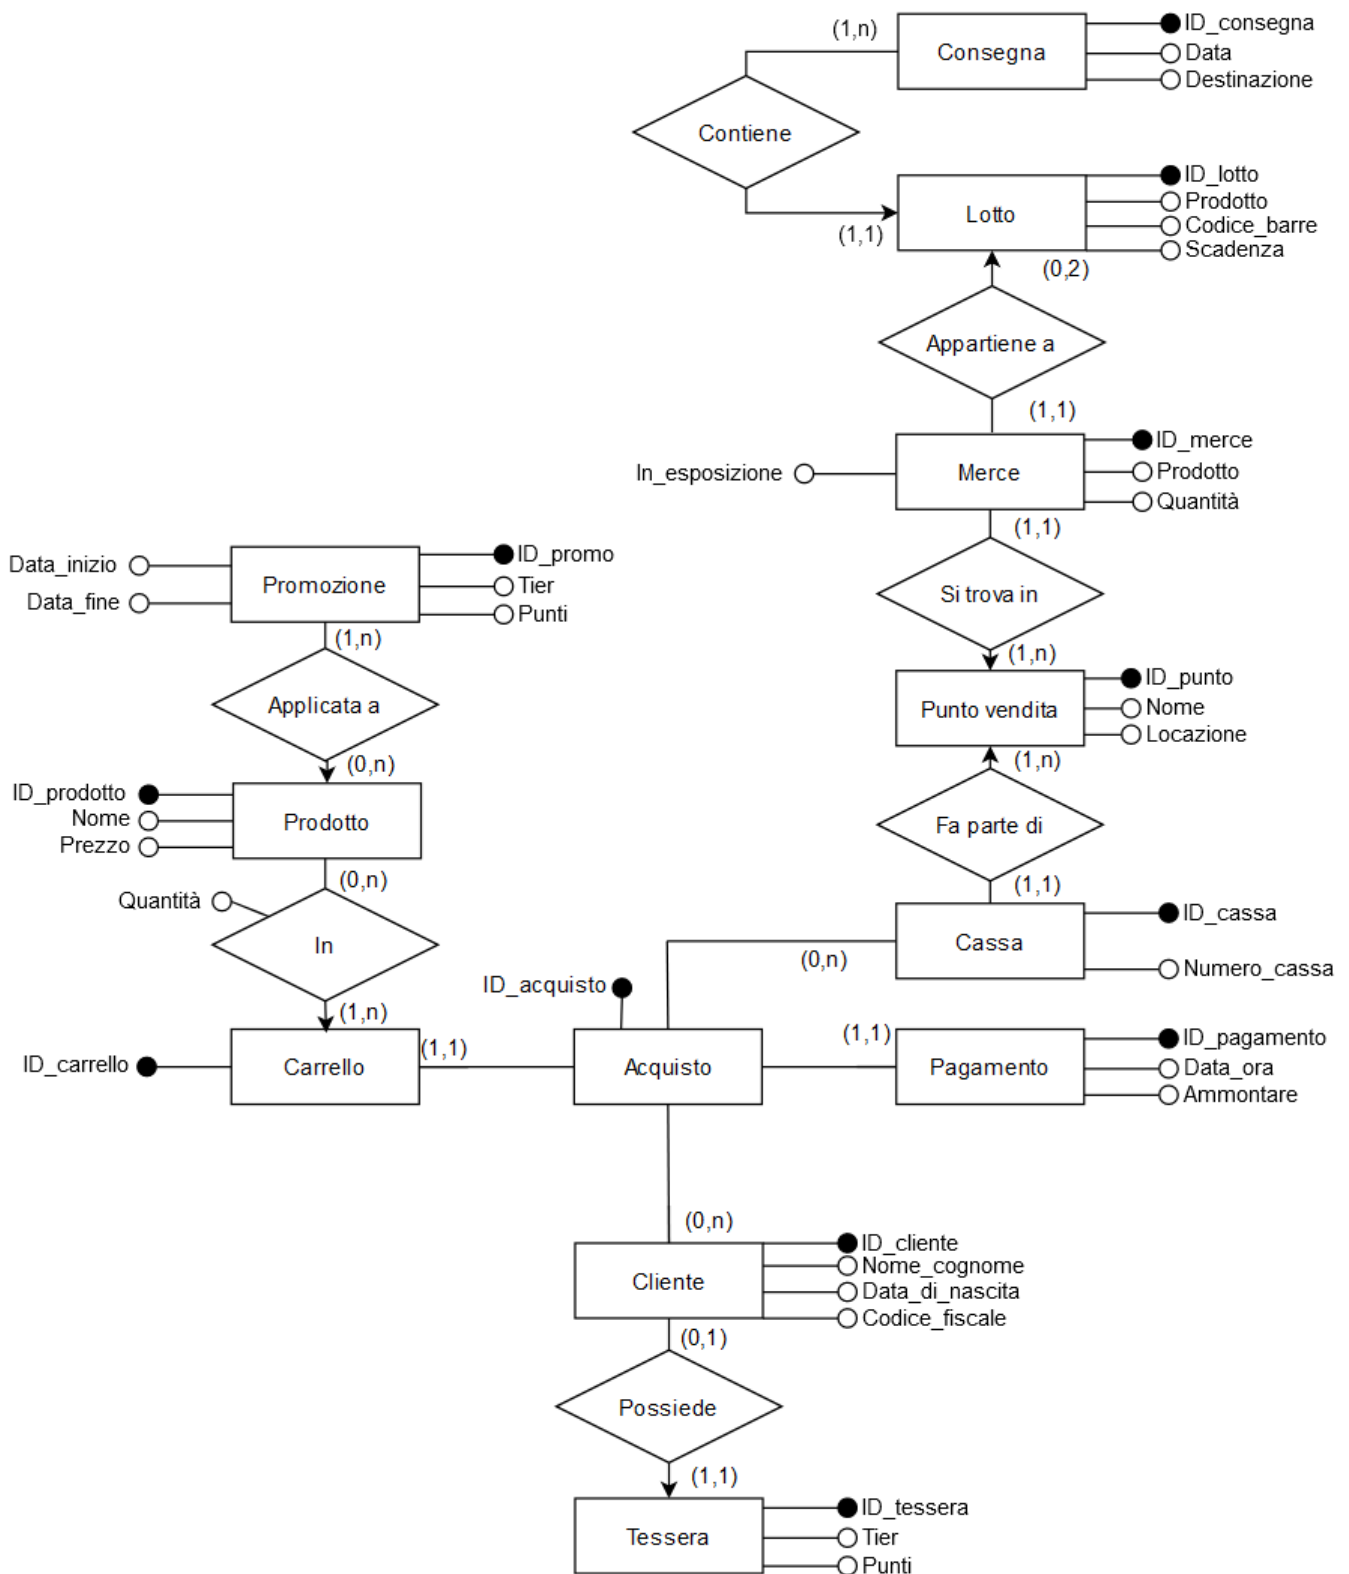 (1,n)
Consegna
ID_consegna
Data
Destinazione
Contiene
(1,1)
Lotto
ID_lotto
Prodotto
Codice_barre
Scadenza
(0,2)
Appartiene a
(1,1)
In_esposizione
Merce
ID_merce
Prodotto
Quantità
(1,1)
Si trova in
(1,n)
Punto vendita
ID_punto
Nome
Locazione
(1,n)
Fa parte di
(1,1)
Cassa
ID_cassa
Numero_cassa
(0,n)
Data_inizio
Data_fine
Promozione
ID_promo
Tier
Punti
(1,n)
Applicata a
(0,n)
ID_prodotto
Nome
Prezzo
Prodotto
(0,n)
Quantità
In
(1,n)
ID_carrello
Carrello
(1,1)
ID_acquisto
Acquisto
(1,1)
Pagamento
ID_pagamento
Data_ora
Ammontare
(0,n)
Cliente
ID_cliente
Nome_cognome
Data_di_nascita
Codice_fiscale
(0,1)
Possiede
(1,1)
Tessera
ID_tessera
Tier
Punti